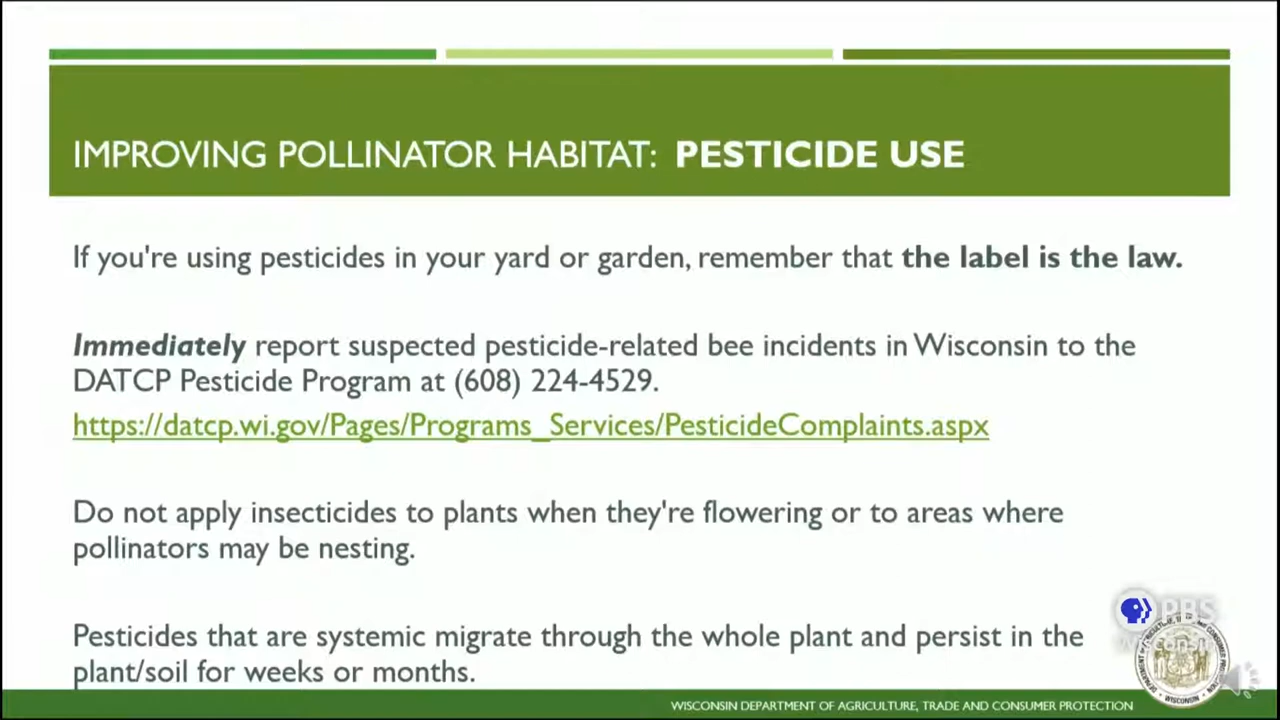 IMPROVING POLLINATOR HABITAT: PESTICIDE USE
If you're using pesticides in your yard or garden, remember that the label is the law.
Immediately report suspected pesticide-related bee incidents in Wisconsin to the
DATCP Pesticide Program at (608) 224-4529.
https://datcp.wi.gov/Pages/Programs_Services/PesticideComplaints.aspx
Do not apply insecticides to plants when they're flowering or to areas where
pollinators may be nesting.
Pesticides that are systemic migrate through the whole plant and persist in the
plant/soil for weeks or months.
PBS
WISCONSIN DEPARTMENT OF AGRICULTURE, TRADE AND CONSUMER PROTECTION